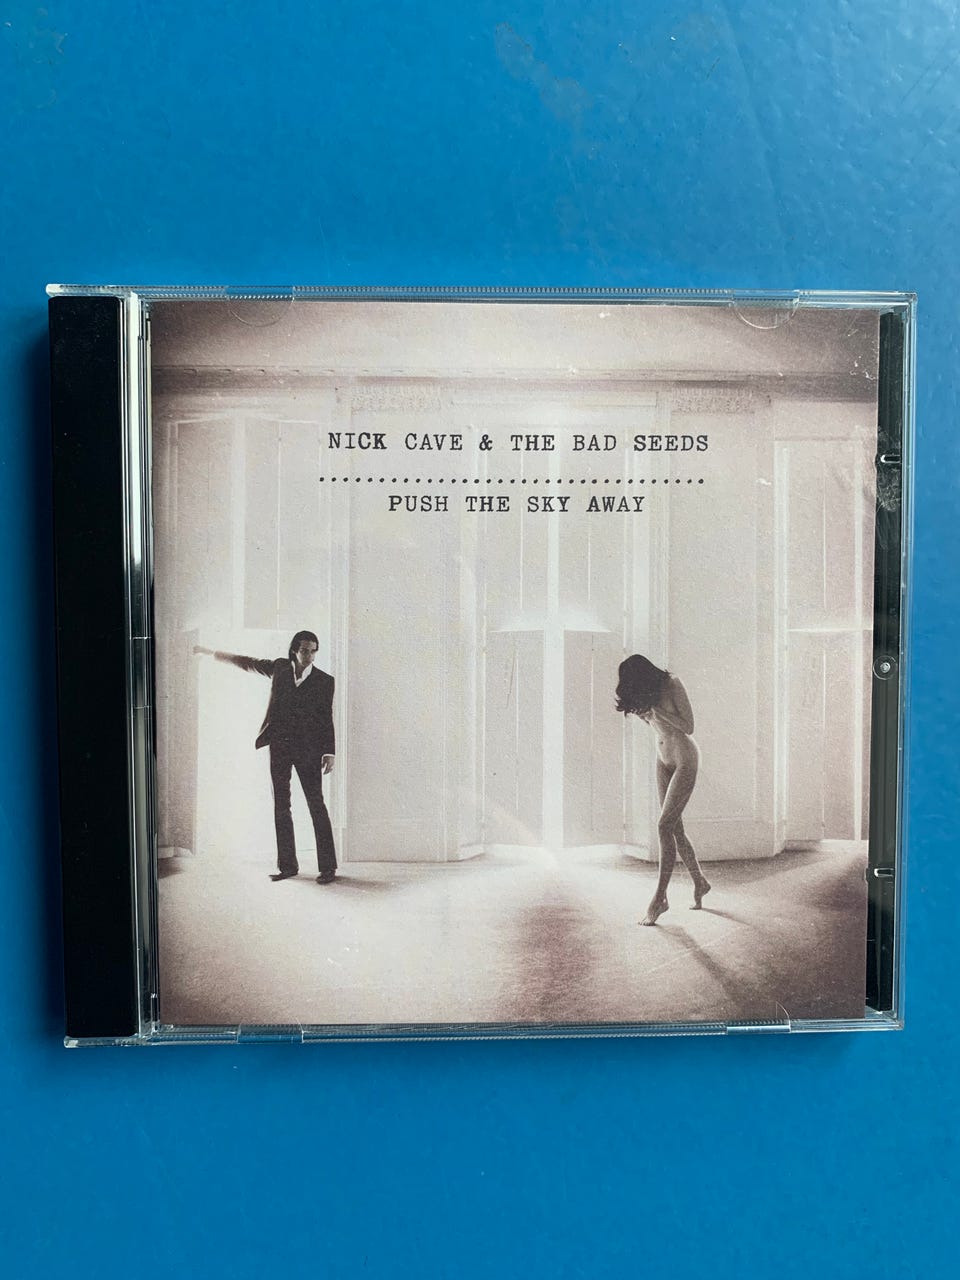 NICK CAVE & THE BAD SEEDS
PUSH THE SKY AWAY